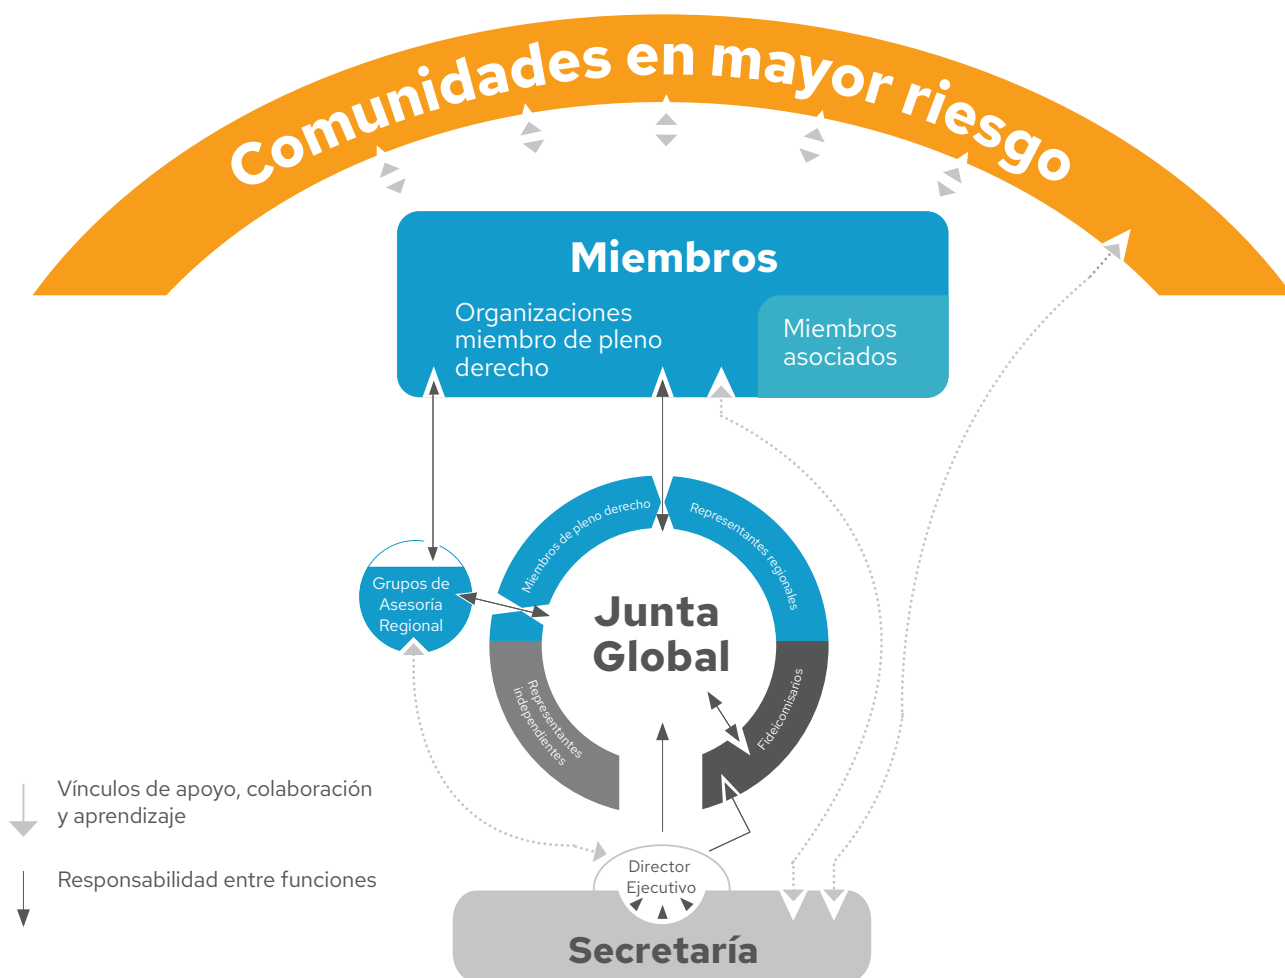 Comunidades en mayor riesgo
Miembros
Organizaciones
miembro de pleno
derecho
Miembros
asociados
Miembros de pleno derecho
Representantes regionales
Grupos de
Asesoría
Regional
Junta
Global
Representantes
independientes
Fideicomisarios
Vínculos de apoyo, colaboración
y aprendizaje
Responsabilidad entre funciones
Director
Ejecutivo
Secretaría